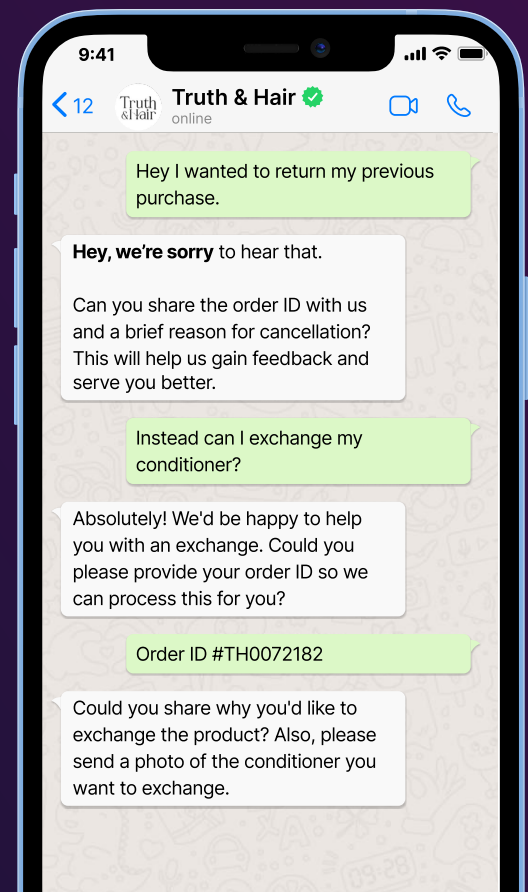 9:41
12
Truth
&Hair
Truth & Hair
online
Hey I wanted to return my previous
purchase.
Hey, we're sorry to hear that.
Can you share the order ID with us
and a brief reason for cancellation?
This will help us gain feedback and
serve you better.
Instead can I exchange my
conditioner?
Absolutely! We'd be happy to help
you with an exchange. Could you
please provide your order ID so we
can process this for you?
Order ID #TH0072182
Could you share why you'd like to
exchange the product? Also, please
send a photo of the conditioner you
want to exchange.
09:28